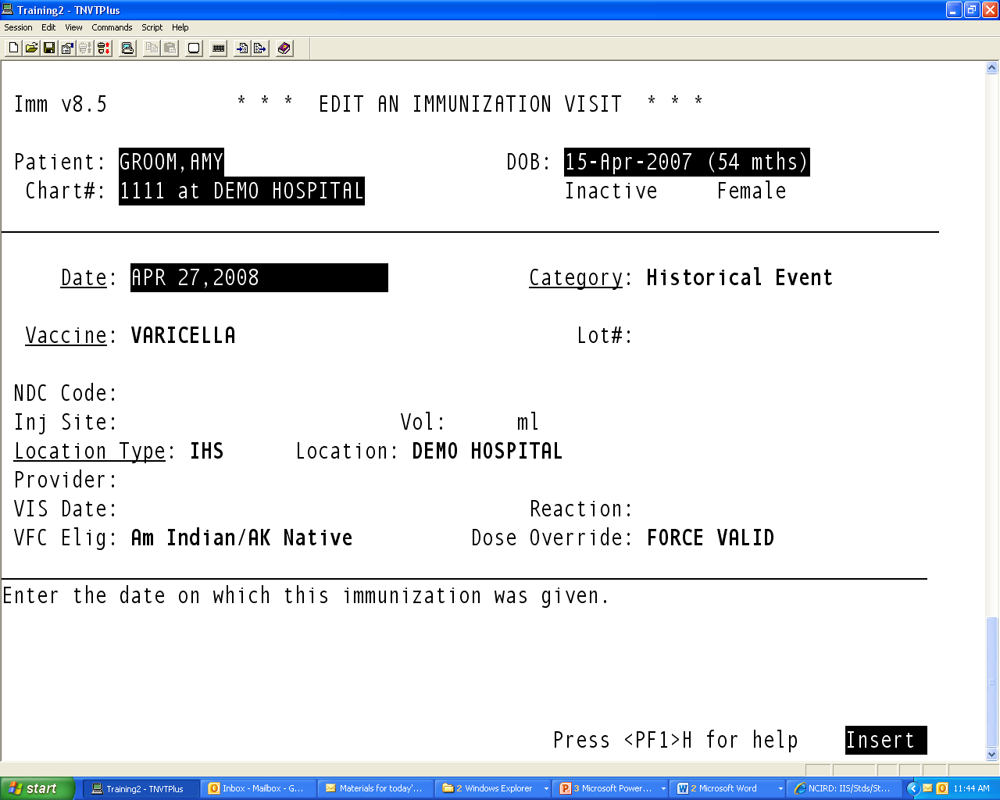 Training2 - TNVTPlus
Session Edit View Commands Script Help
Imm v8.5 * * * EDIT AN IMMUNIZATION VISIT * * *
Patient: GROOM,AMY DOB: 15-Apr-2007 (54 mths)
Chart#: 1111 at DEMO HOSPITAL Inactive Female
Date: APR 27,2008 Category: Historical Event
Vaccine: VARICELLA Lot#:
NDC Code:
Inj Site: Vol: ml
Location Type: IHS Location: DEMO HOSPITAL
Provider:
VIS Date: Reaction:
VFC Elig: Am Indian/AK Native Dose Override: FORCE VALID
Enter the date on which this immunization was given.
Press <PF1>H for help Insert
start Training2 - TNVTPlus Inbox - Mailbox - G... Materials for today'... 2 Windows Explorer 3 Microsoft Power... 2 Microsoft Word NCIRD: IIS/Stds/St... 11:44 AM